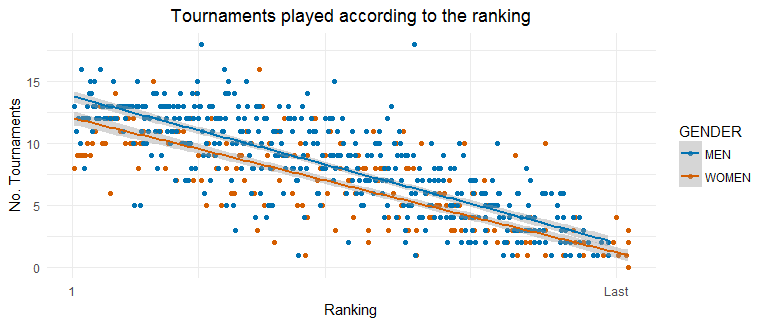 Tournaments played according to the ranking
No. Tournaments
15
10
5
0
1
Last
Ranking
GENDER
MEN
WOMEN